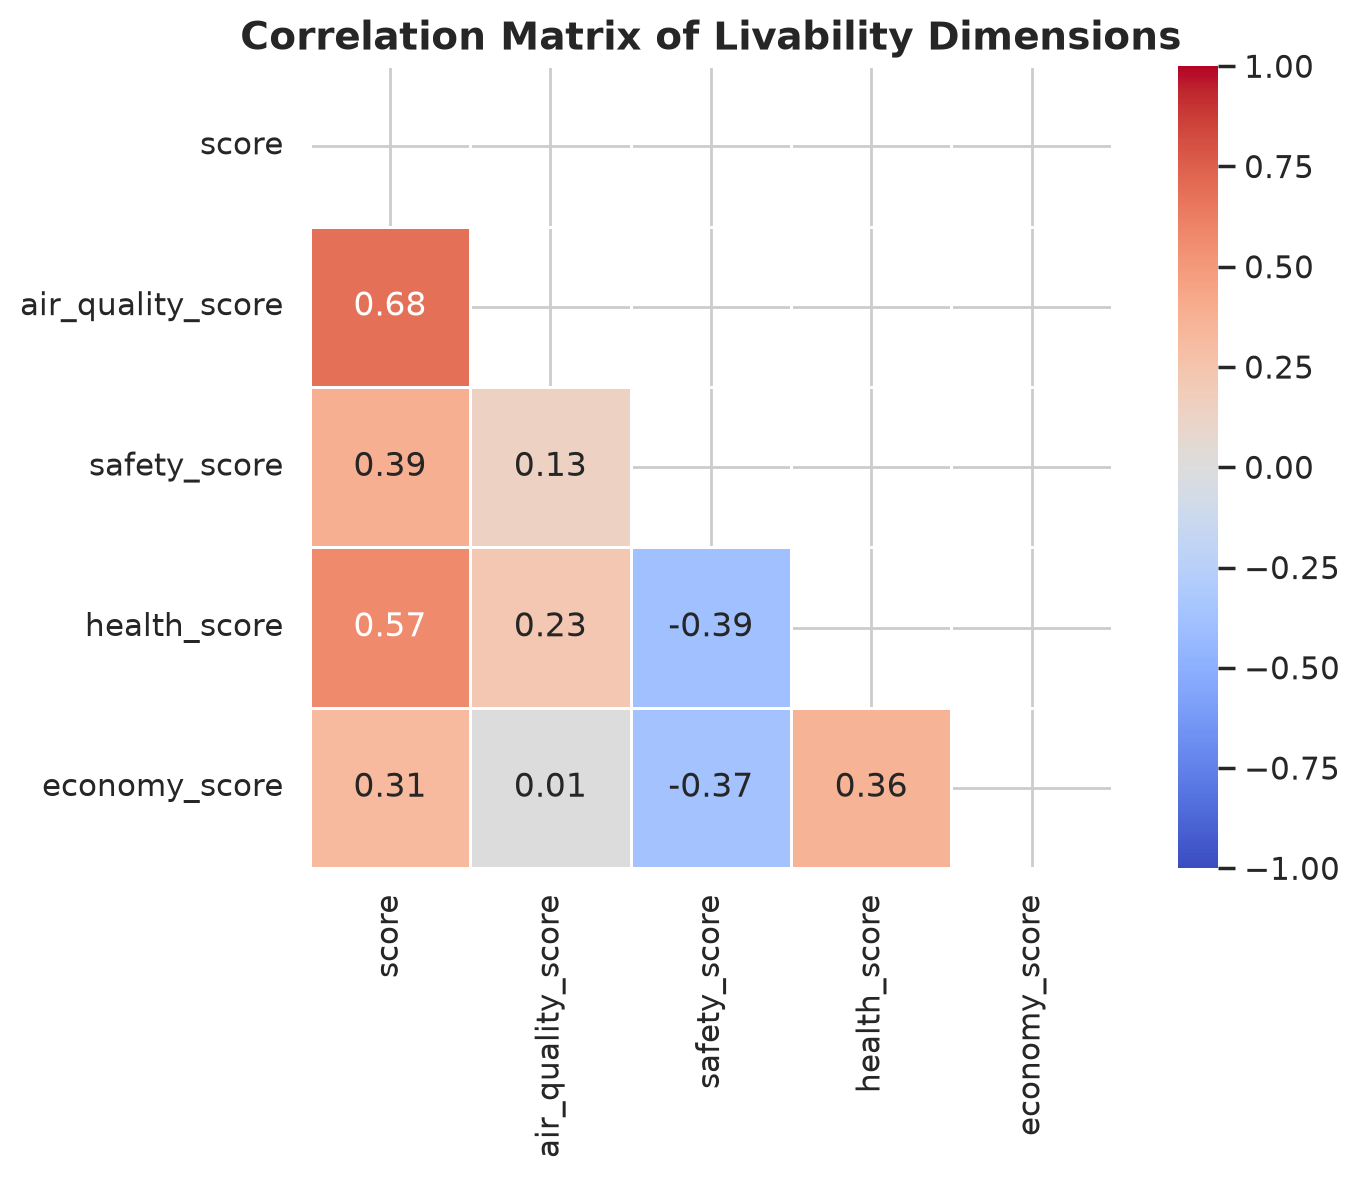 Correlation Matrix of Livability Dimensions
score
air_quality_score
safety_score
health_score
economy_score
0.68
0.39 0.13
0.57 0.23 -0.39
0.31 0.01 -0.37 0.36
score
air_quality_score
safety_score
health_score
economy_score
1.00
0.75
0.50
0.25
0.00
−0.25
−0.50
−0.75
−1.00